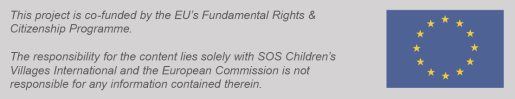 This project is co-funded by the EU's Fundamental Rights &
Citizenship Programme.
The responsibility for the content lies solely with SOS Children's
Villages International and the European Commission is not
responsible for any information contained therein.